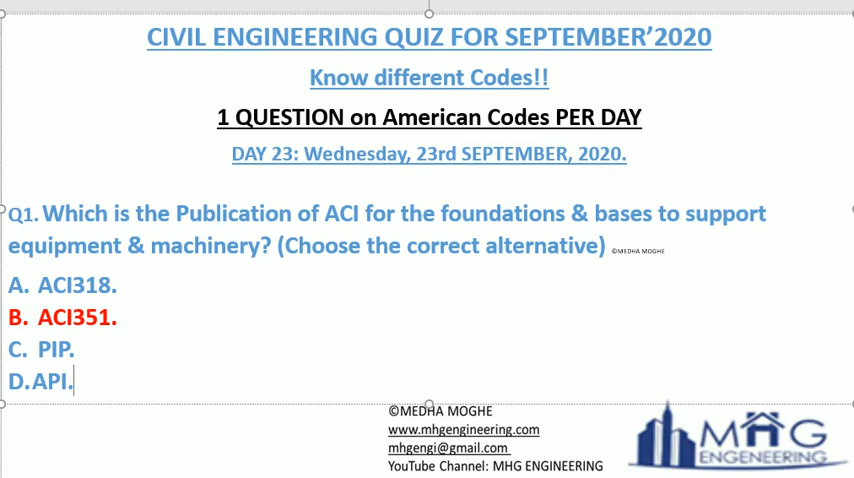 CIVIL ENGINEERING QUIZ FOR SEPTEMBER'2020
Know different Codes!!
1 QUESTION on American Codes PER DAY
DAY 23: Wednesday, 23rd SEPTEMBER, 2020.
Q1. Which is the Publication of ACI for the foundations & bases to support
equipment & machinery? (Choose the correct alternative) ©MEDHA MOGHE
A. ACI318.
B. ACI351.
C. PIP.
D.API.
©MEDHA MOGHE
www.mhgengineering.com
mhgengi@gmail.com
YouTube Channel: MHG ENGINEERING
MHG
ENGENEERING